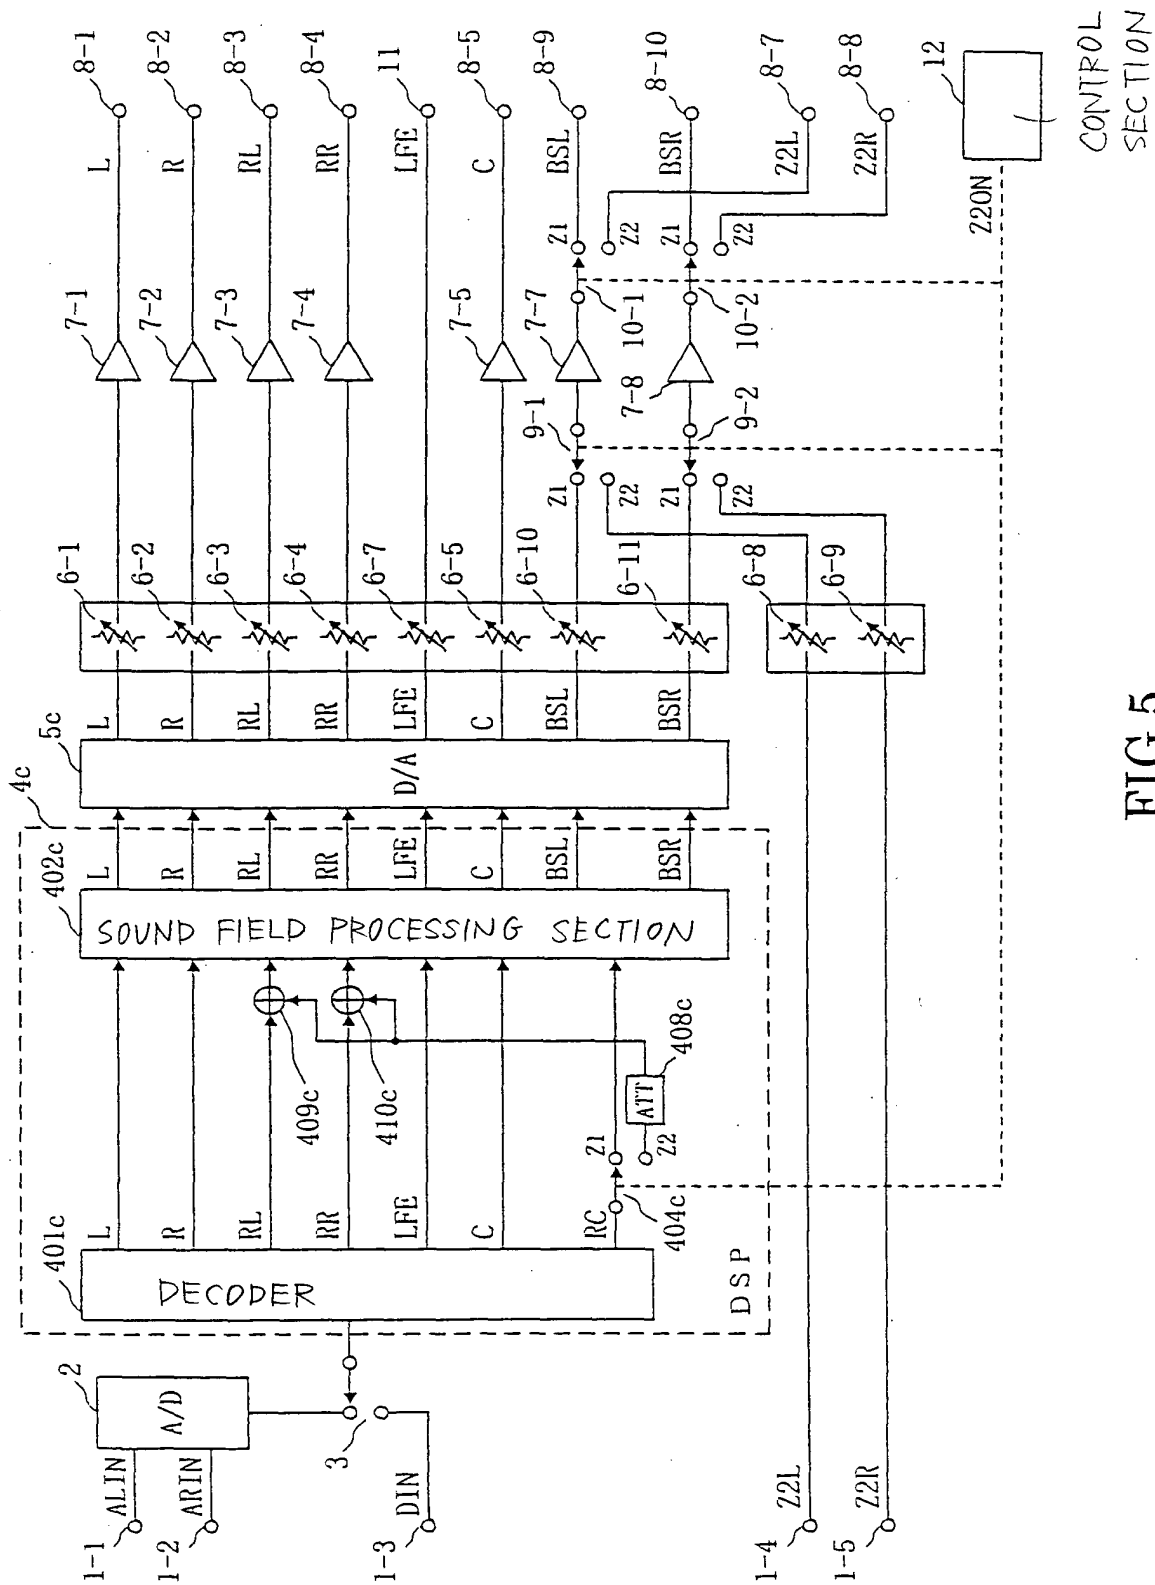 FIG.5
1-1
ALIN
1-2
ARIN
1-3
DIN
1-4
Z2L
1-5
Z2R
2
A/D
3
401c
DECODER
L
R
RL
RR
LFE
C
RC
404c
Z1
Z2
ATT
408c
409c
410c
DSP
4c
402c
SOUND FIELD PROCESSING SECTION
L
R
RL
RR
LFE
C
BSL
BSR
5c
D/A
L
R
RL
RR
LFE
C
BSL
BSR
6-1
6-2
6-3
6-4
6-7
6-5
6-10
6-11
6-8
6-9
Z1
Z2
Z1
Z2
9-1
9-2
7-1
7-2
7-3
7-4
7-5
7-7
7-8
10-1
10-2
Z1
Z2
Z1
Z2
L
R
RL
RR
LFE
C
BSL
BSR
Z2L
Z2R
8-1
8-2
8-3
8-4
11
8-5
8-9
8-10
8-7
8-8
Z2ON
12
CONTROL
SECTION